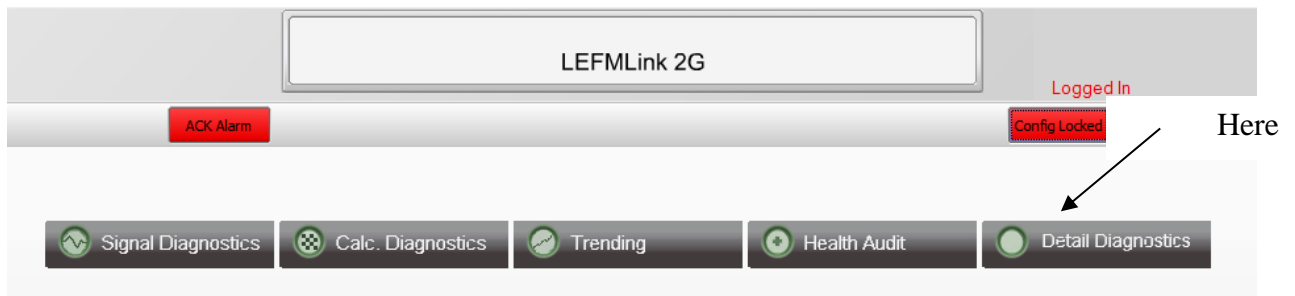 LEFMLink 2G
Logged In
ACK Alarm
Config Locked
Here
Signal Diagnostics
Calc. Diagnostics
Trending
Health Audit
Detail Diagnostics